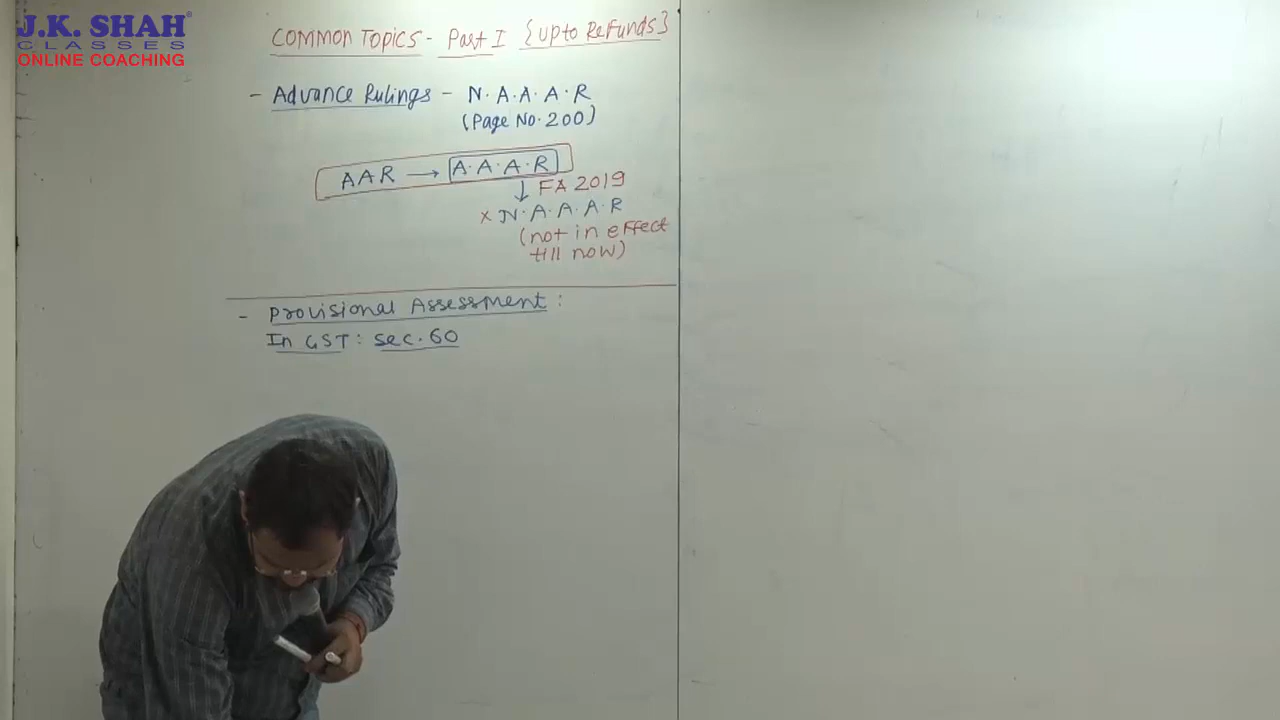 J.K. SHAH®
CLASSES
ONLINE COACHING
COMMON TOPICS - Part I {upto Refunds}
- Advance Rulings - N.A.A.A.R
(Page No. 200)
AAR → A.A.A.R
↓ FA 2019
x N.A.A.A.R
(not in effect
till now)
- Provisional Assessment :
In GST : Sec. 60